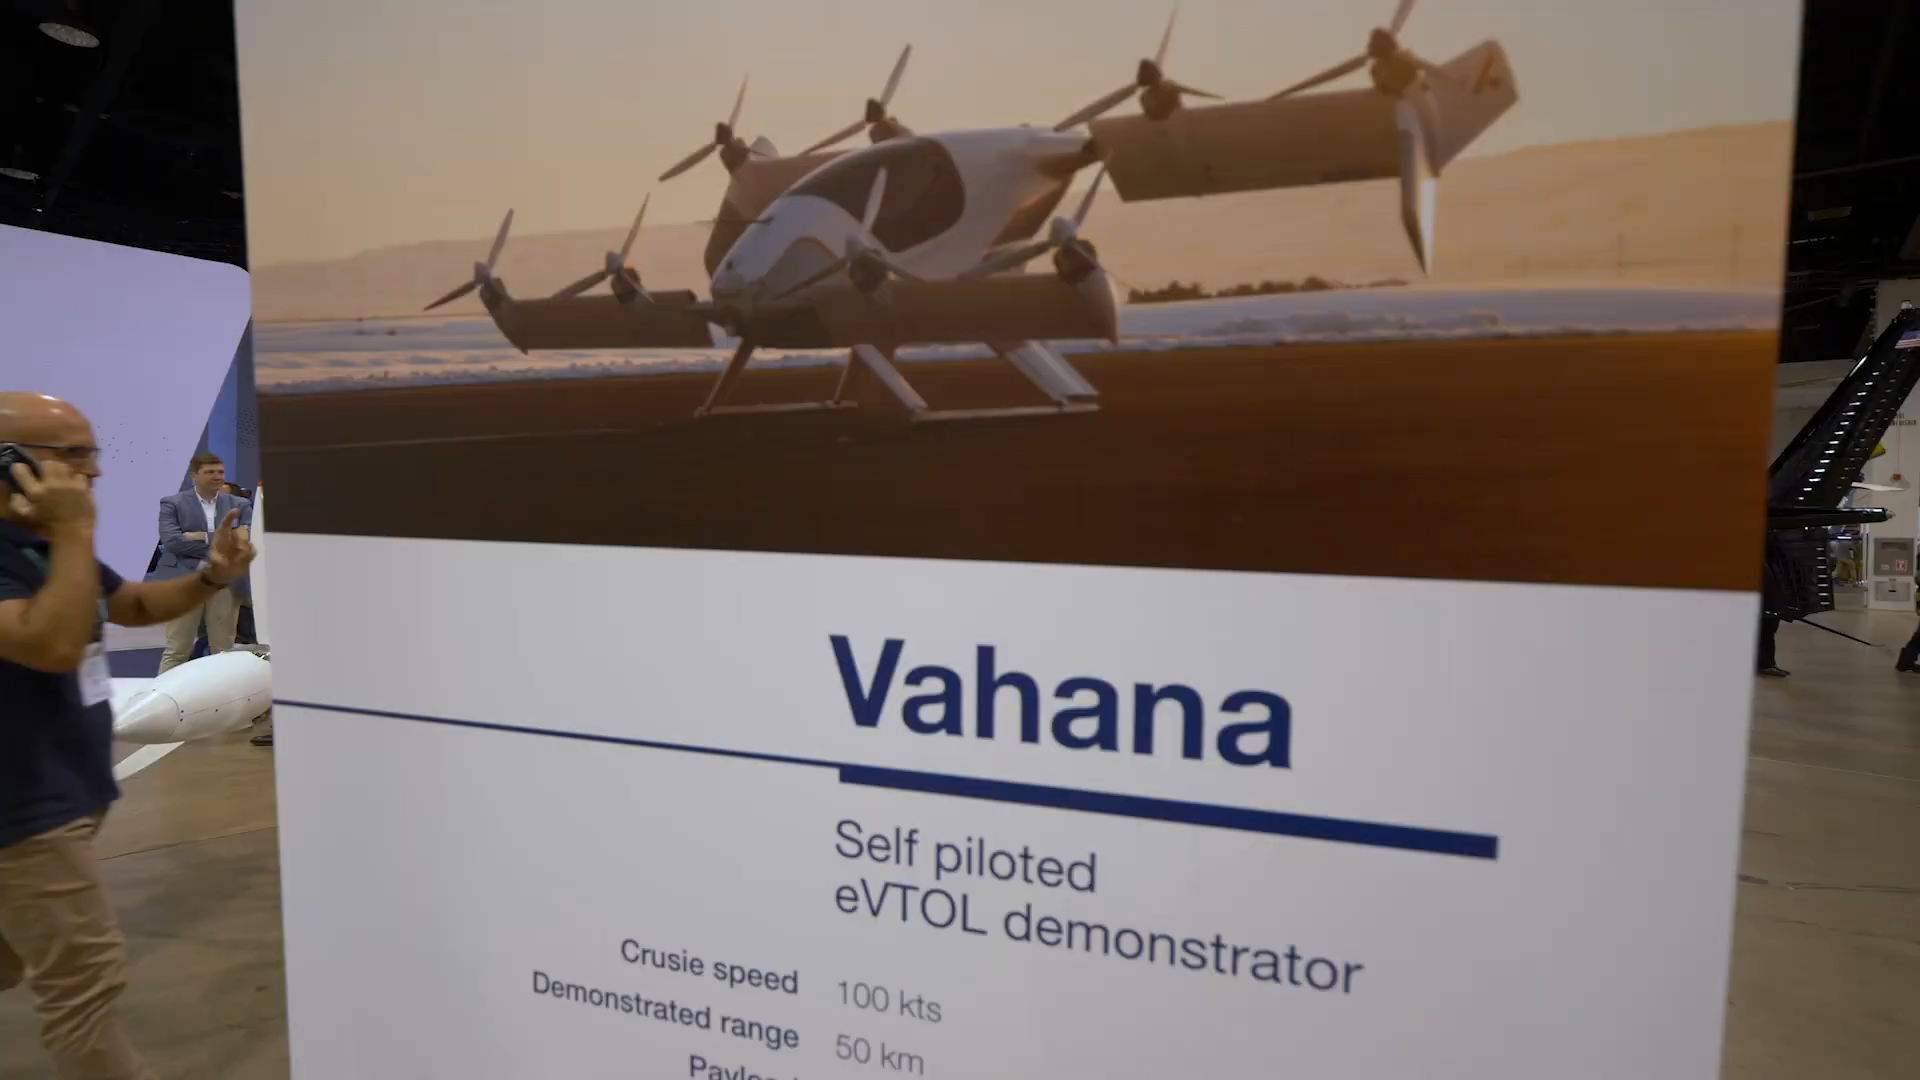 Vahana
Self piloted
eVTOL demonstrator
Crusie speed 100 kts
Demonstrated range 50 km